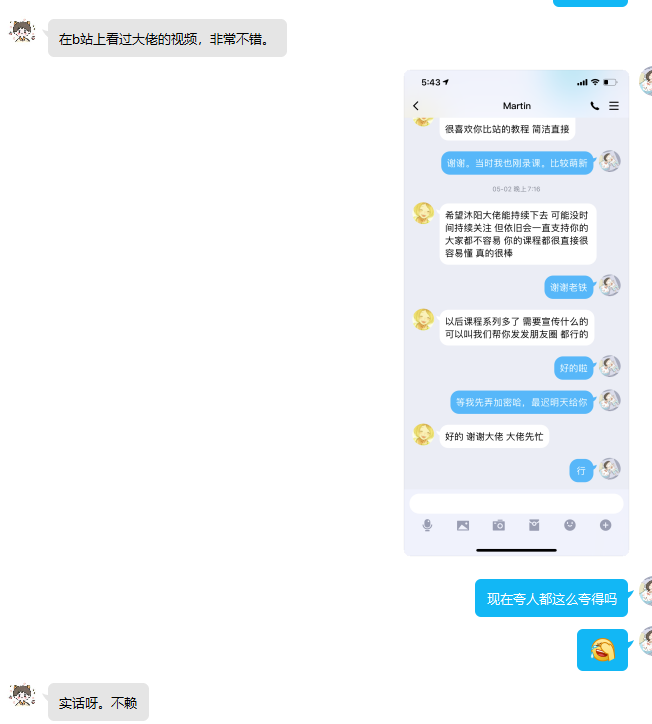 在b站上看过大佬的视频，非常不错。
5:43
Martin
很喜欢你比站的教程 简洁直接
谢谢。当时我也刚录课，比较萌新
05-02 晚上7:16
希望沐阳大佬能持续下去 可能没时
间持续关注 但依旧会一直支持你的
大家都不容易 你的课程都很直接很
容易懂 真的很棒
谢谢老铁
以后课程系列多了 需要宣传什么的
可以叫我们帮你发发朋友圈 都行的
好的啦
等我先弄加密哈，最迟明天给你
好的 谢谢大佬 大佬先忙
行
现在夸人都这么夸得吗
实话呀。不赖